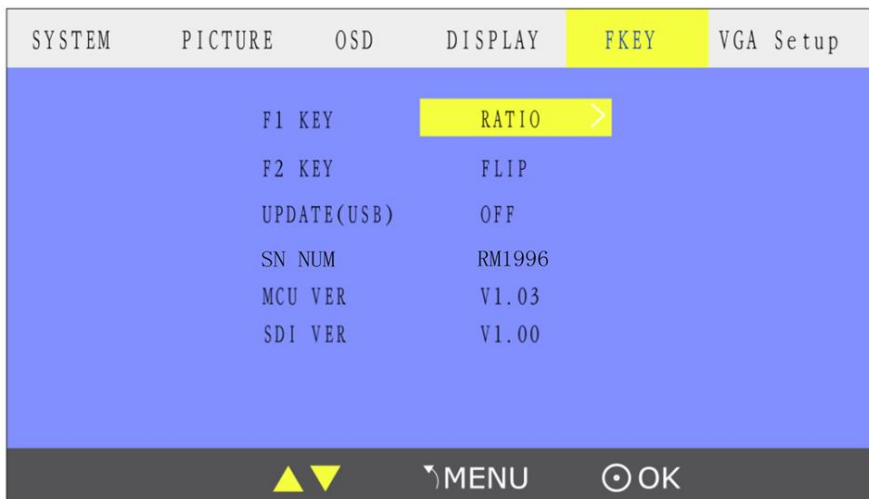 SYSTEM PICTURE OSD DISPLAY FKEY VGA Setup
F1 KEY RATIO
F2 KEY FLIP
UPDATE(USB) OFF
SN NUM RM1996
MCU VER V1.03
SDI VER V1.00
MENU OK